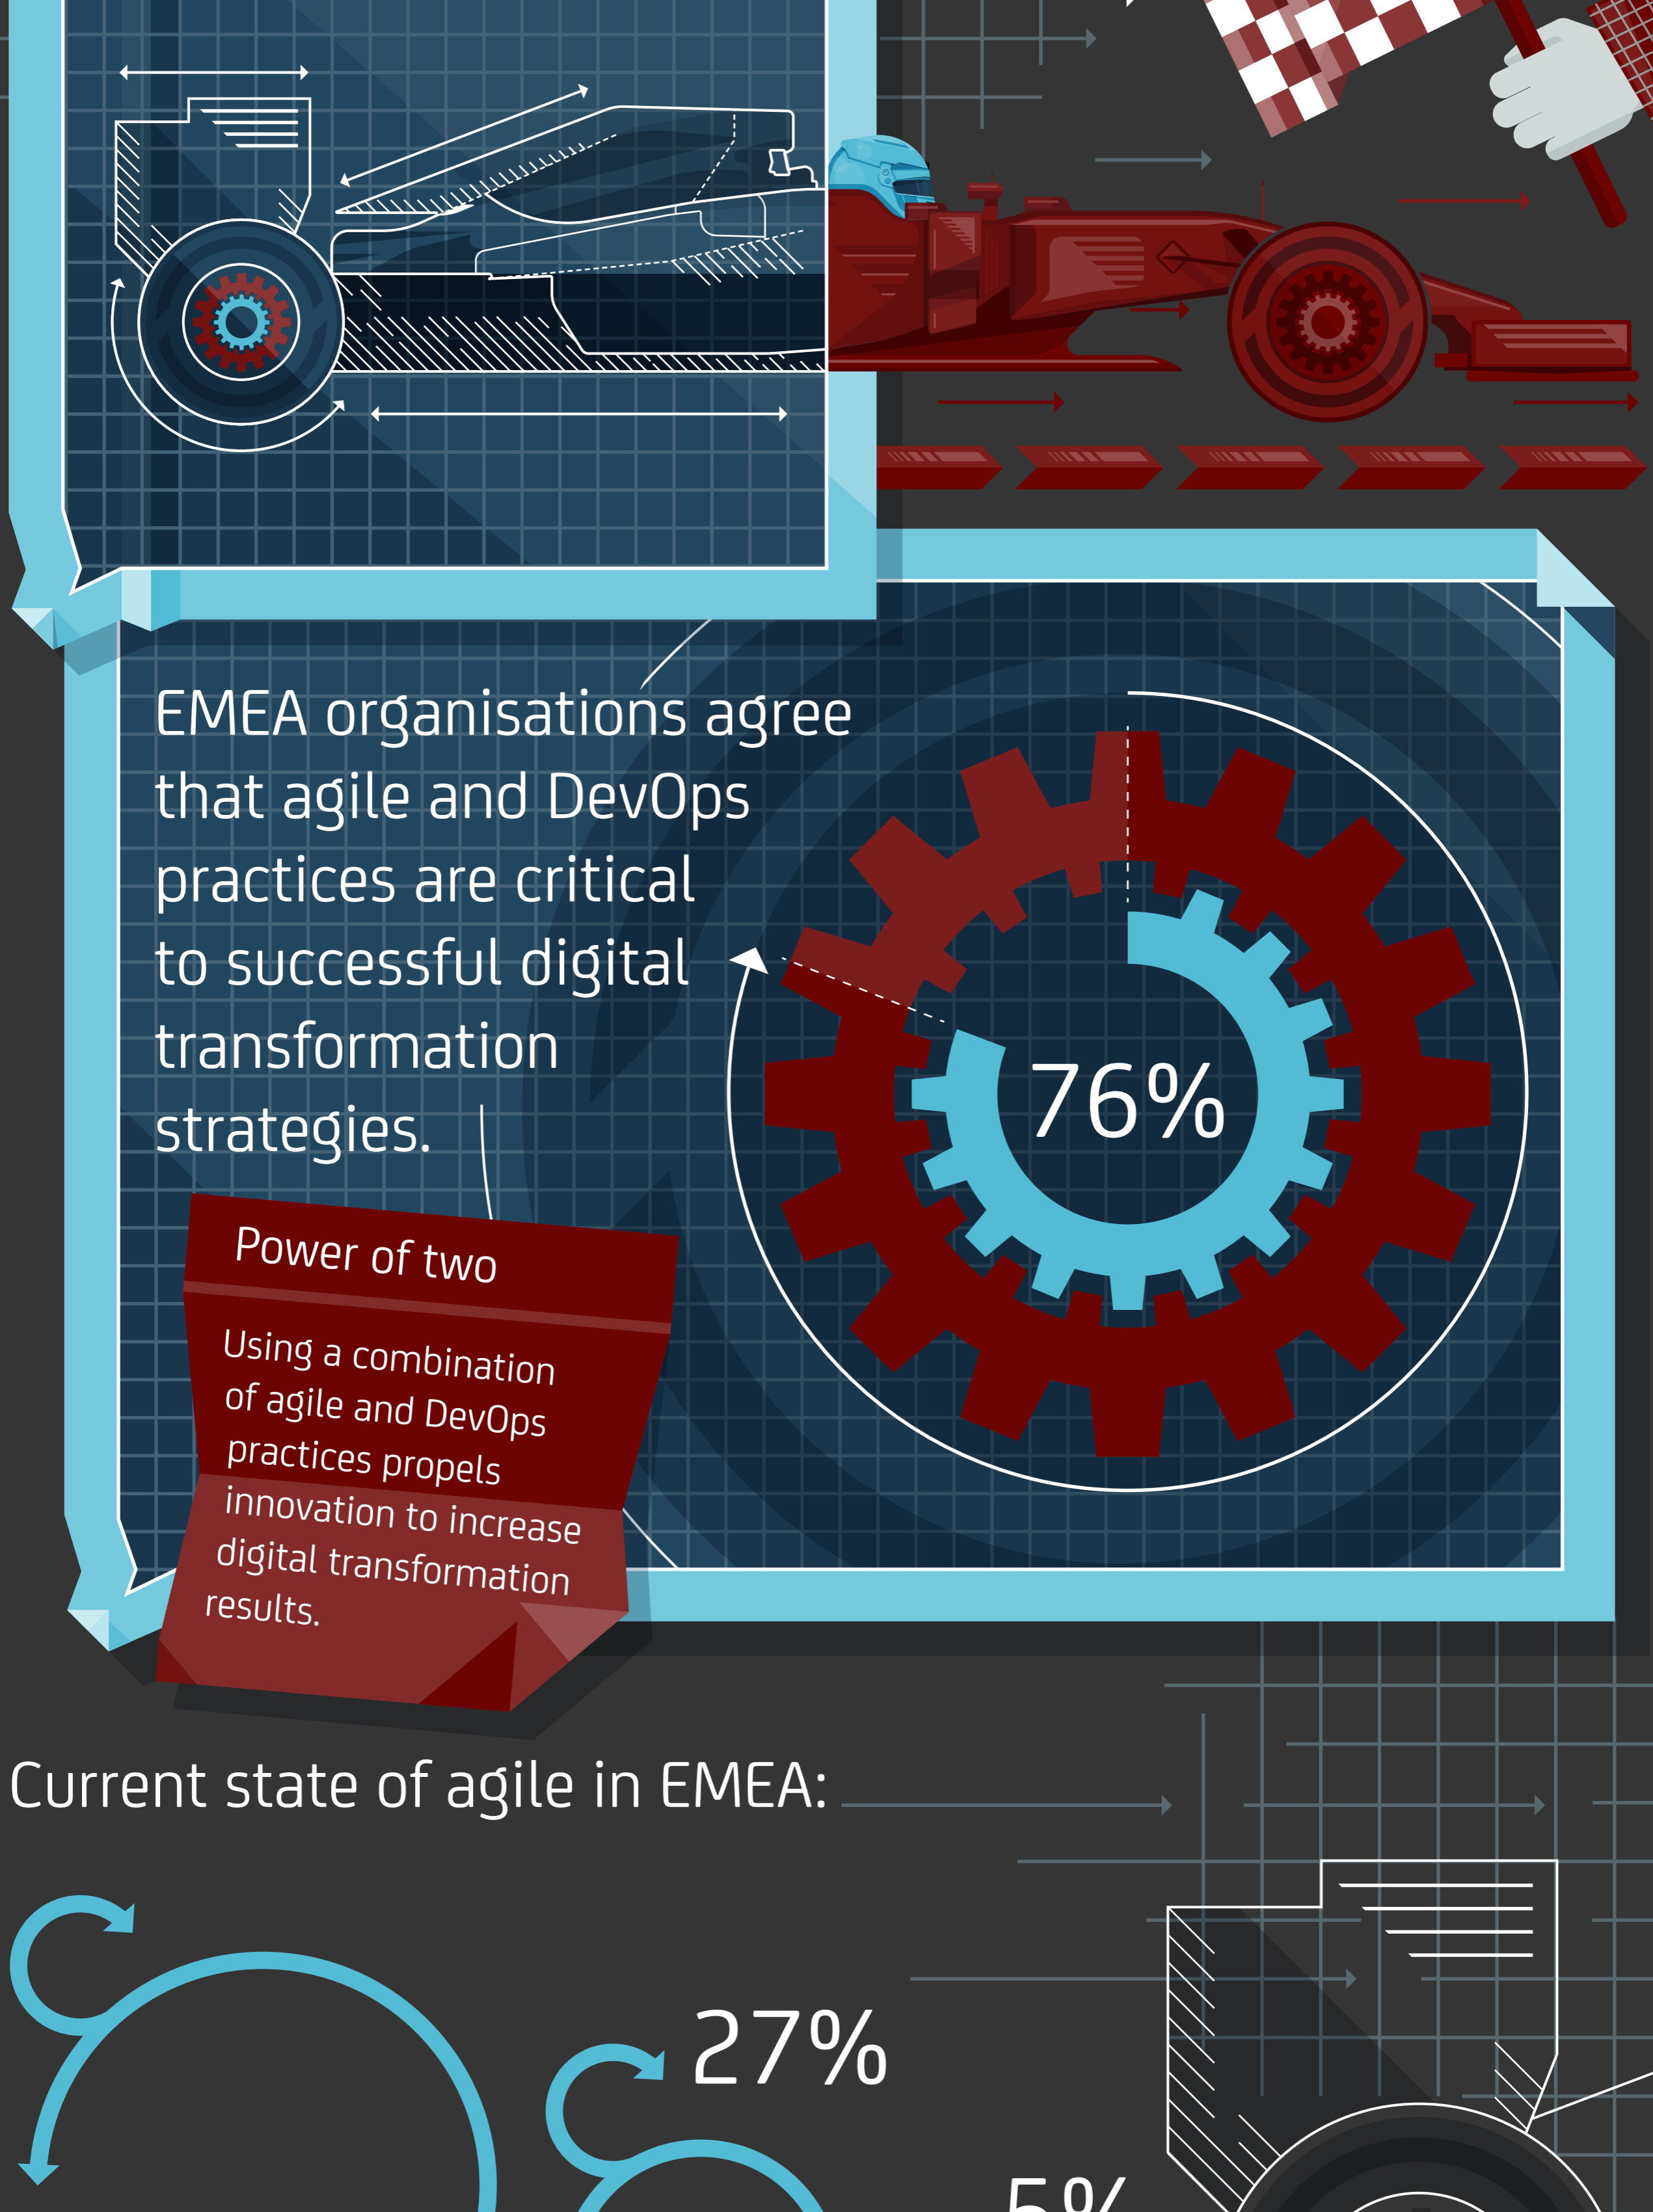 EMEA organisations agree
that agile and DevOps
practices are critical
to successful digital
transformation
strategies.
76%
Power of two
Using a combination
of agile and DevOps
practices propels
innovation to increase
digital transformation
results.
Current state of agile in EMEA:
27%
5%